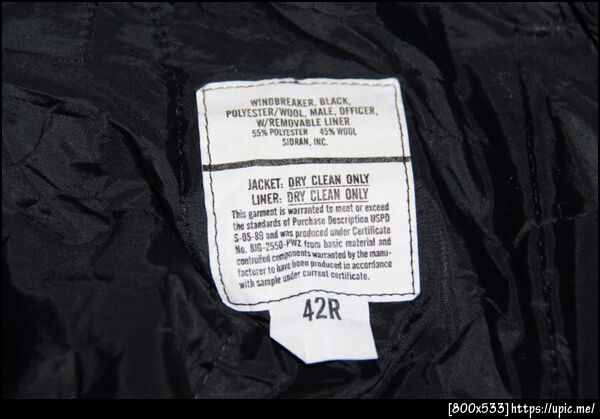 WINDBREAKER, BLACK,
POLYESTER/WOOL, MALE, OFFICER,
W/REMOVABLE LINER
55% POLYESTER 45% WOOL
SIDRAN, INC.
JACKET: DRY CLEAN ONLY
LINER: DRY CLEAN ONLY
This garment is warranted to meet or exceed
the standards of Purchase Description USPD
S-05-89 and was produced under Certificate
No. 8JG-2550-PWZ from basic material and
controlled components warranted by the manu-
facturer to have been produced in accordance
with sample under current certificate.
42R
[800x533]https://upic.me/